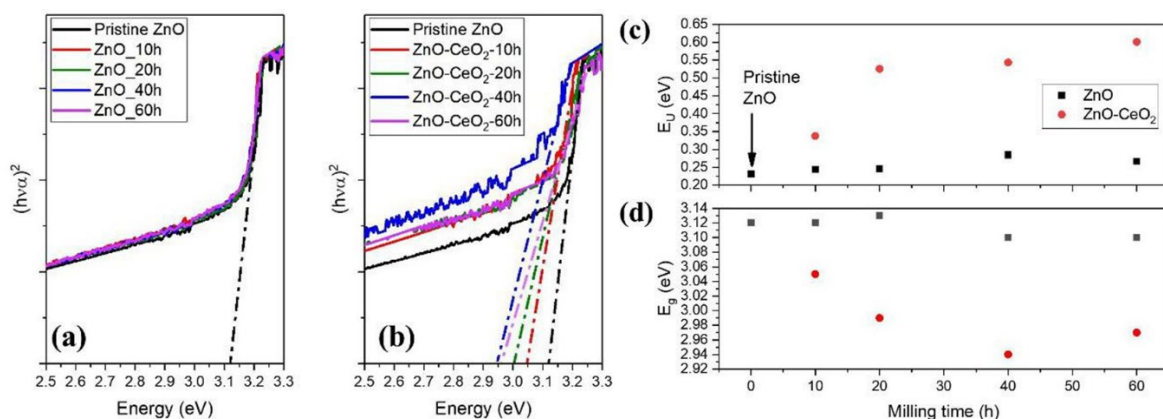 Pristine ZnO
ZnO_10h
ZnO_20h
ZnO_40h
ZnO_60h
(hνα)²
(a)
2.5 2.6 2.7 2.8 2.9 3.0 3.1 3.2 3.3
Energy (eV)
Pristine ZnO
ZnO-CeO₂-10h
ZnO-CeO₂-20h
ZnO-CeO₂-40h
ZnO-CeO₂-60h
(hνα)²
(b)
2.5 2.6 2.7 2.8 2.9 3.0 3.1 3.2 3.3
Energy (eV)
(c)
0.65
0.60
0.55
0.50
0.45
0.40
0.35
0.30
0.25
0.20
E_U (eV)
Pristine
ZnO
ZnO
ZnO-CeO₂
(d)
3.14
3.12
3.10
3.08
3.06
3.04
3.02
3.00
2.98
2.96
2.94
2.92
E_g (eV)
0 10 20 30 40 50 60
Milling time (h)